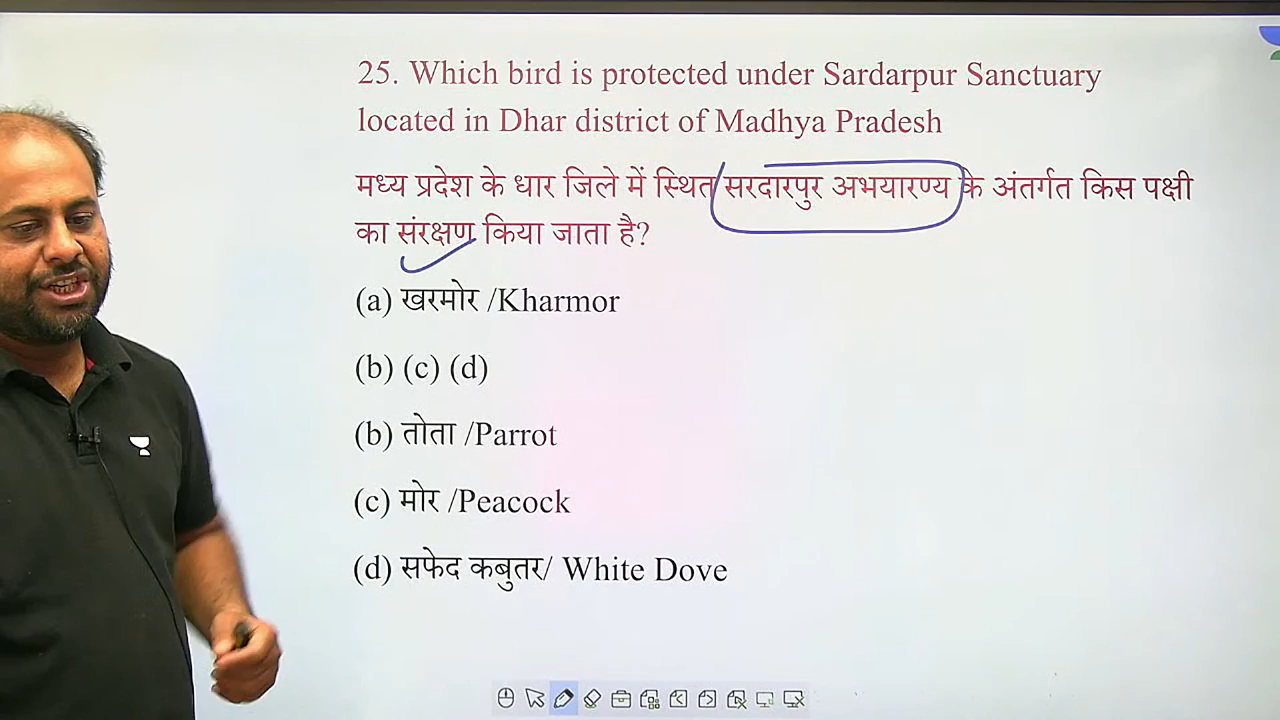 25. Which bird is protected under Sardarpur Sanctuary
located in Dhar district of Madhya Pradesh
मध्य प्रदेश के धार जिले में स्थित सरदारपुर अभयारण्य के अंतर्गत किस पक्षी
का संरक्षण किया जाता है?
(a) खरमोर /Kharmor
(b) (c) (d)
(b) तोता /Parrot
(c) मोर /Peacock
(d) सफेद कबुतर/ White Dove